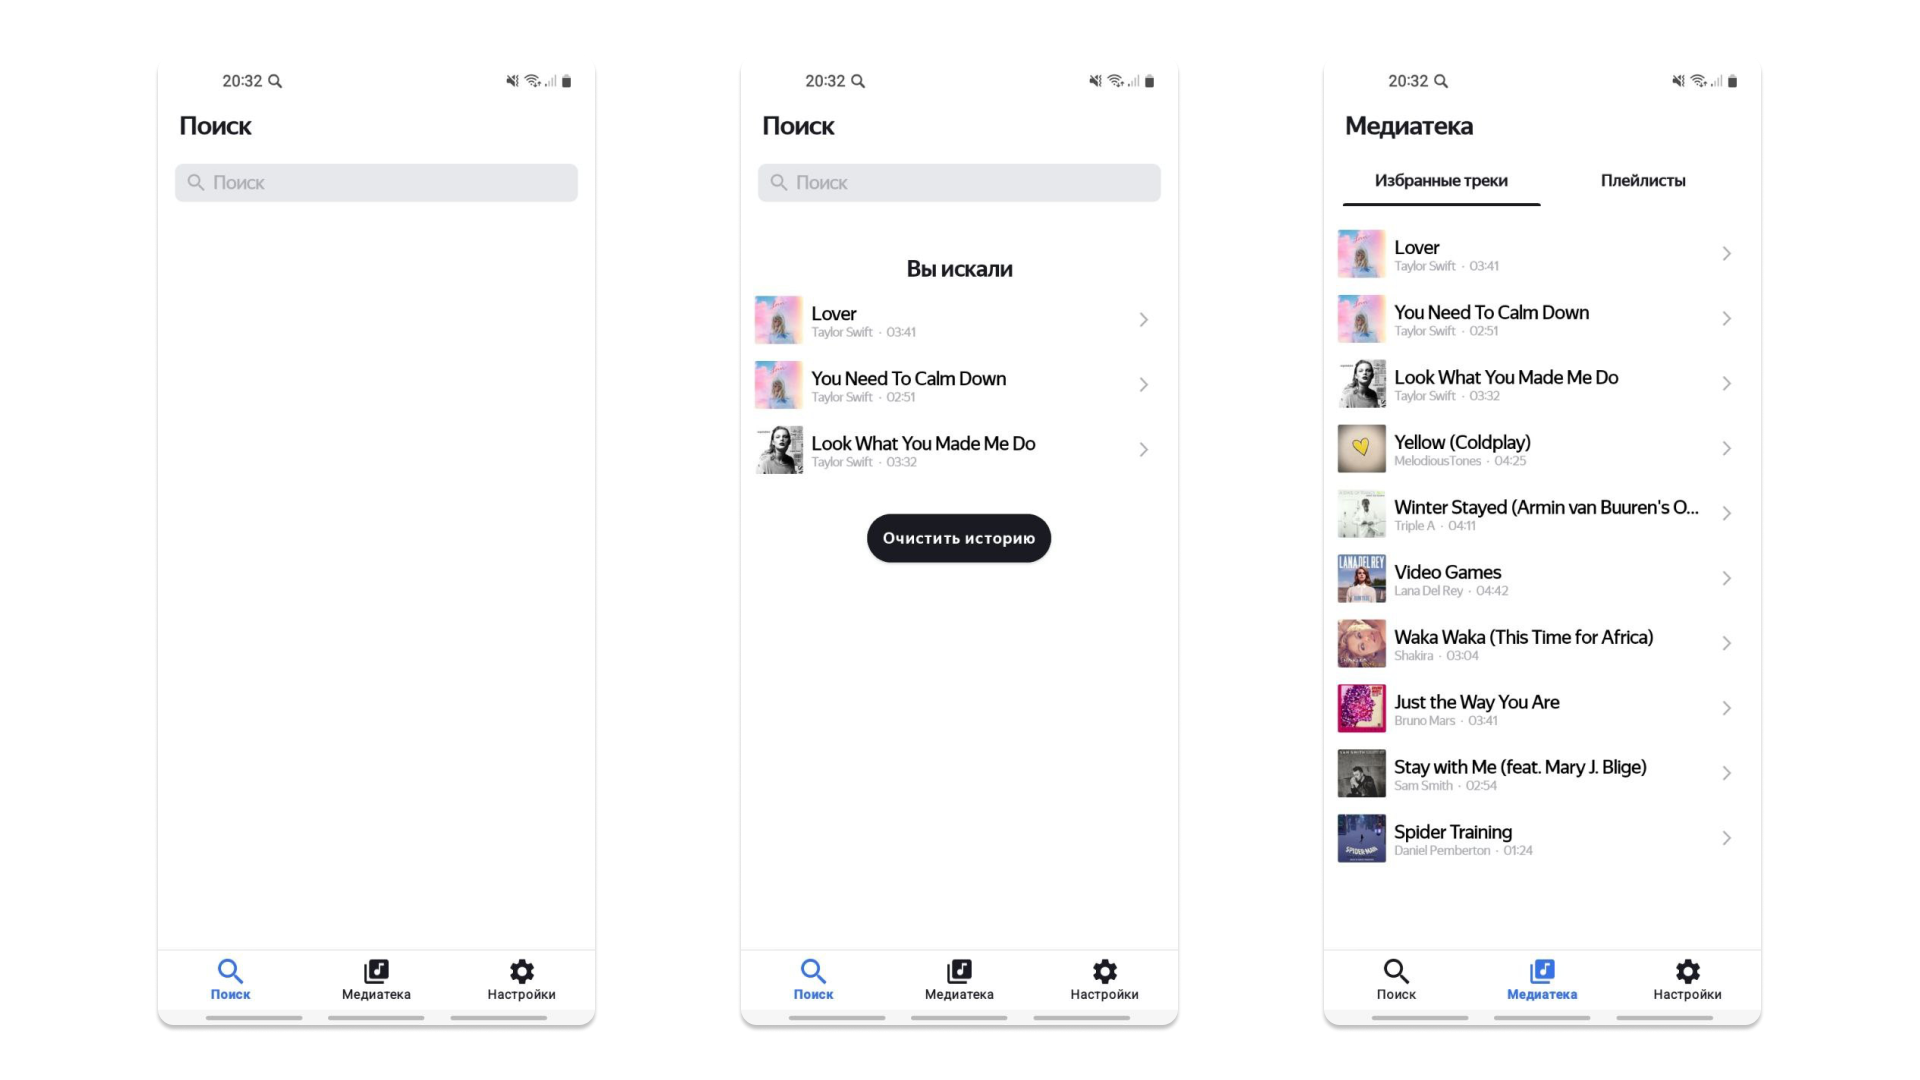 20:32
Поиск
Поиск
Поиск
Медиатека
Настройки
20:32
Поиск
Поиск
Вы искали
Lover
Taylor Swift · 03:41
You Need To Calm Down
Taylor Swift · 02:51
Look What You Made Me Do
Taylor Swift · 03:32
Очистить историю
Поиск
Медиатека
Настройки
20:32
Медиатека
Избранные треки
Плейлисты
Lover
Taylor Swift · 03:41
You Need To Calm Down
Taylor Swift · 02:51
Look What You Made Me Do
Taylor Swift · 03:32
Yellow (Coldplay)
MelodiousTones · 04:25
Winter Stayed (Armin van Buuren's O...
Triple A · 04:11
LANA DEL REY
Video Games
Lana Del Rey · 04:42
Waka Waka (This Time for Africa)
Shakira · 03:04
Just the Way You Are
Bruno Mars · 03:41
Stay with Me (feat. Mary J. Blige)
Sam Smith · 02:54
SPIDER-MAN
Spider Training
Daniel Pemberton · 01:24
Поиск
Медиатека
Настройки